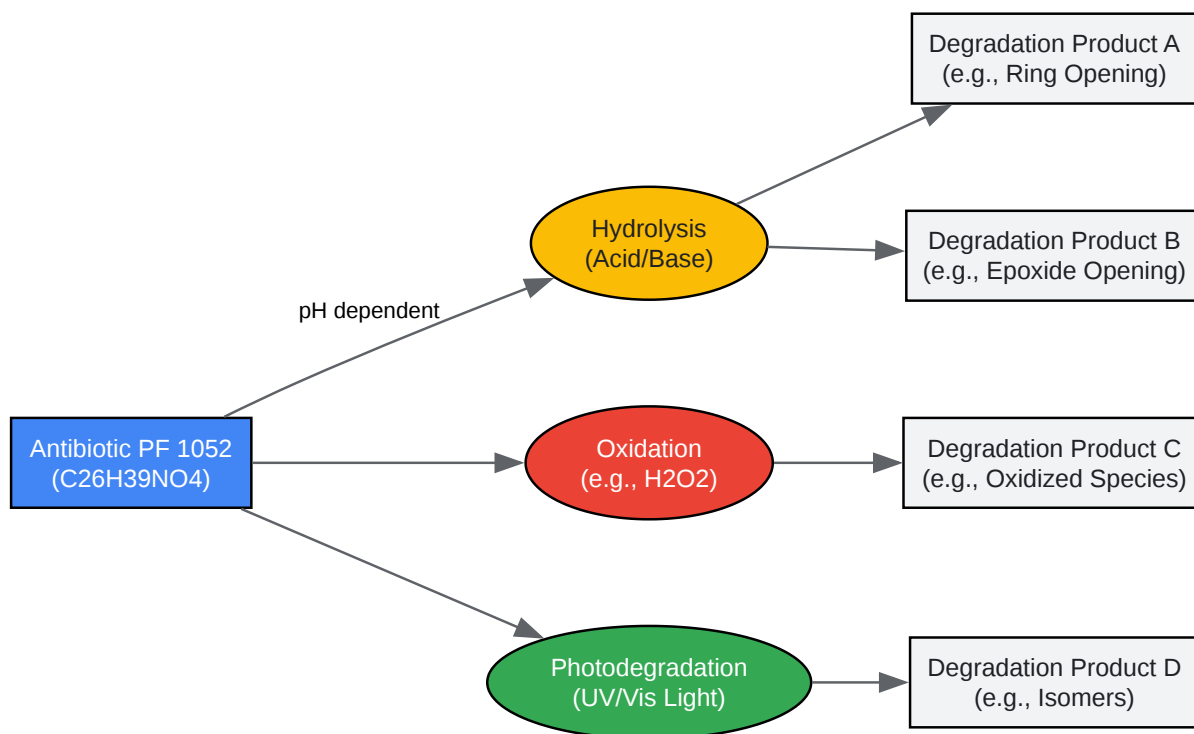 Antibiotic PF 1052
(C26H39NO4)
pH dependent
Hydrolysis
(Acid/Base)
Oxidation
(e.g., H2O2)
Photodegradation
(UV/Vis Light)
Degradation Product A
(e.g., Ring Opening)
Degradation Product B
(e.g., Epoxide Opening)
Degradation Product C
(e.g., Oxidized Species)
Degradation Product D
(e.g., Isomers)